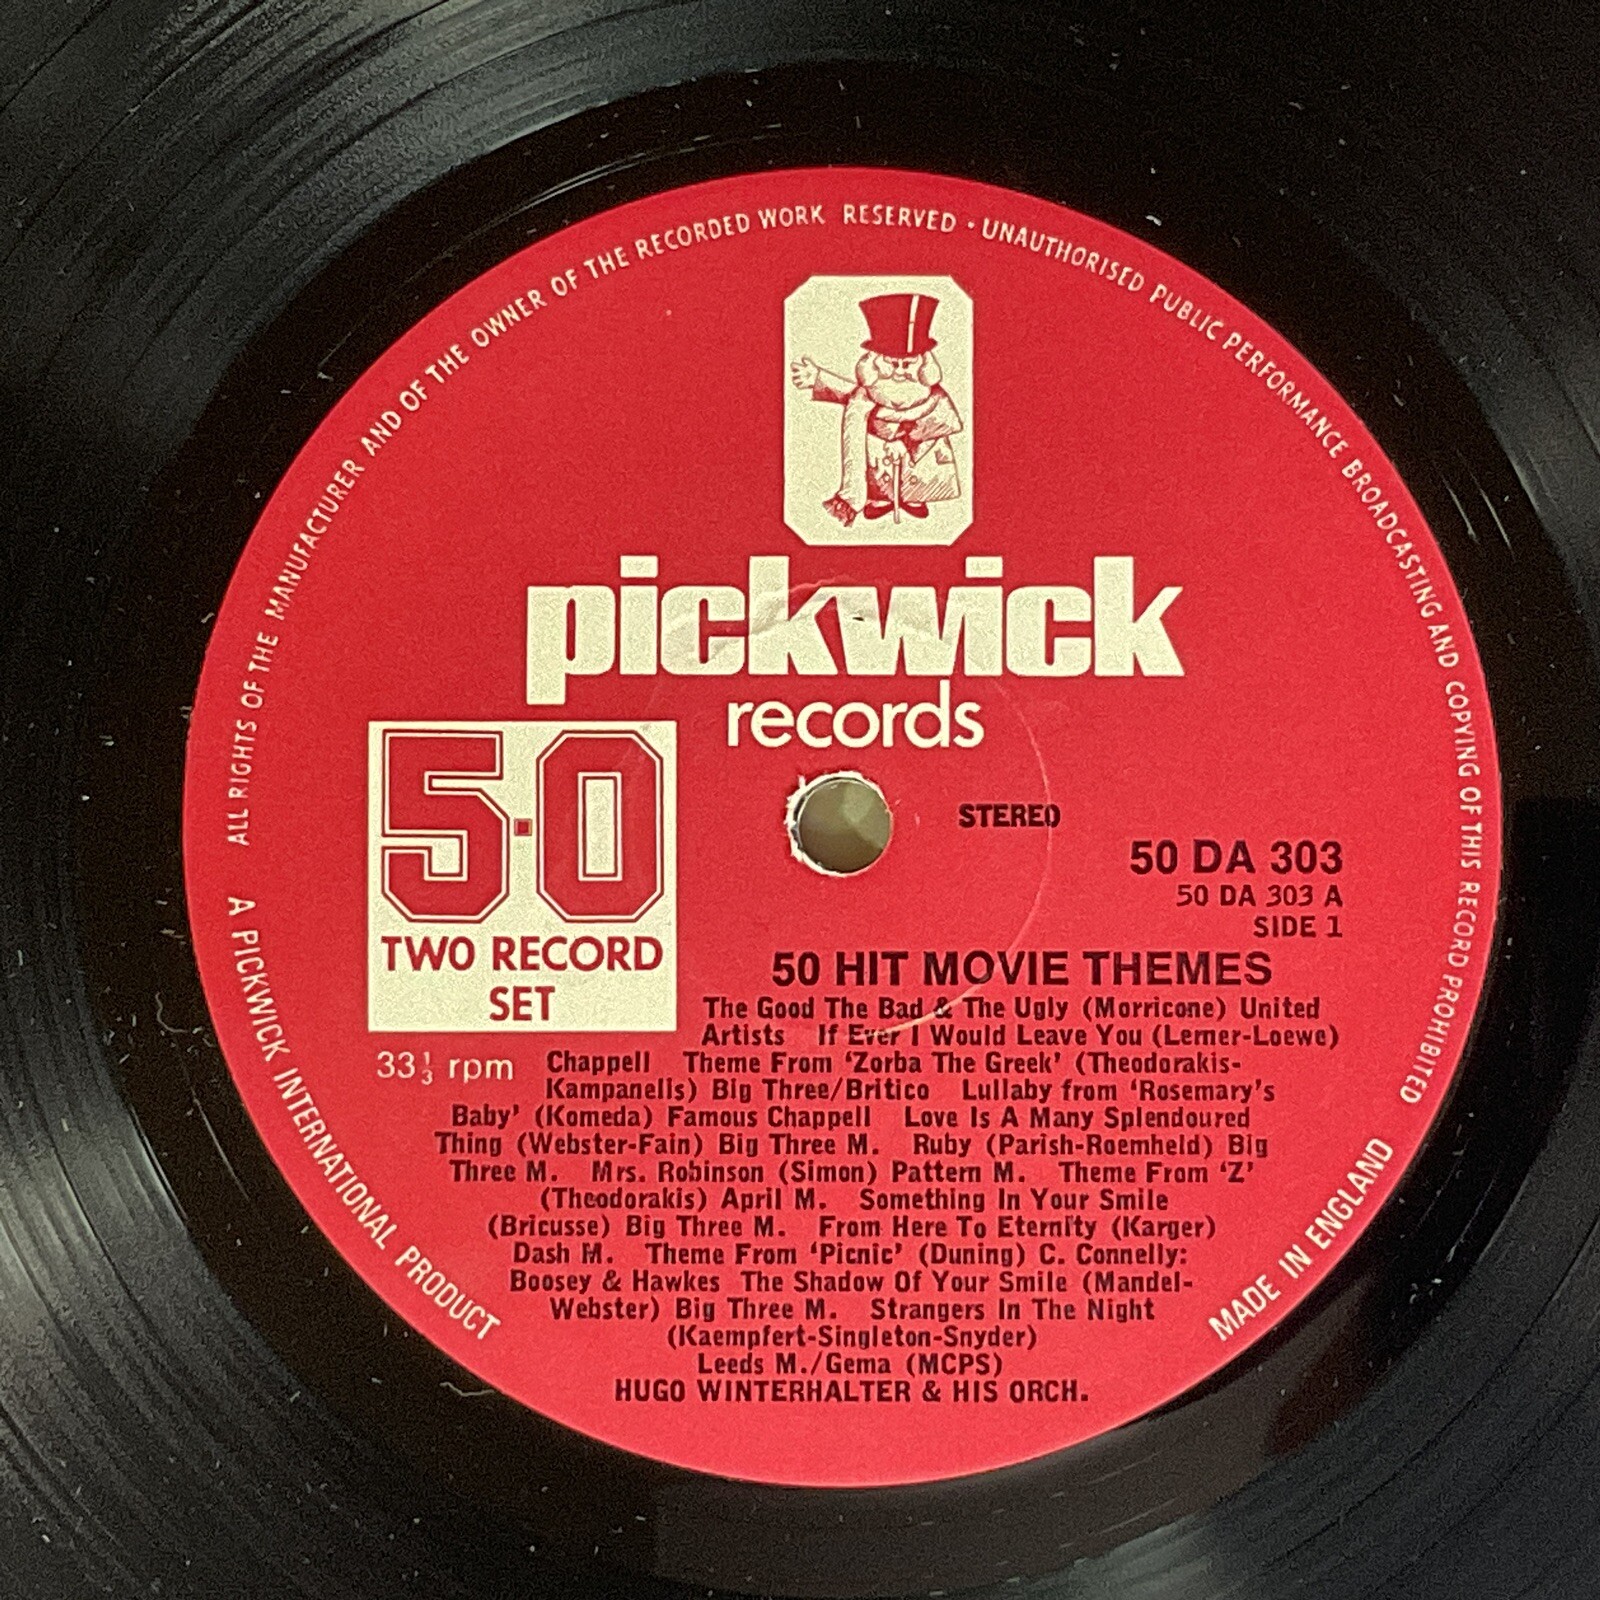 ALL RIGHTS OF THE MANUFACTURER AND OF THE OWNER OF THE RECORDED WORK RESERVED • UNAUTHORISED PUBLIC PERFORMANCE BROADCASTING AND COPYING OF THIS RECORD PROHIBITED
pickwick
records
5·0
TWO RECORD
SET
33⅓ rpm
STEREO
50 DA 303
50 DA 303 A
SIDE 1
50 HIT MOVIE THEMES
The Good The Bad & The Ugly (Morricone) United
Artists If Ever I Would Leave You (Lerner-Loewe)
Chappell Theme From ‘Zorba The Greek’ (Theodorakis-
Kampanells) Big Three/Britico Lullaby from ‘Rosemary’s
Baby’ (Komeda) Famous Chappell Love Is A Many Splendoured
Thing (Webster-Fain) Big Three M. Ruby (Parish-Roemheld) Big
Three M. Mrs. Robinson (Simon) Pattern M. Theme From ‘Z’
(Theodorakis) April M. Something In Your Smile
(Bricusse) Big Three M. From Here To Eternity (Karger)
Dash M. Theme From ‘Picnic’ (Duning) C. Connelly:
Boosey & Hawkes The Shadow Of Your Smile (Mandel-
Webster) Big Three M. Strangers In The Night
(Kaempfert-Singleton-Snyder)
Leeds M./Gema (MCPS)
HUGO WINTERHALTER & HIS ORCH.
A PICKWICK INTERNATIONAL PRODUCT
MADE IN ENGLAND